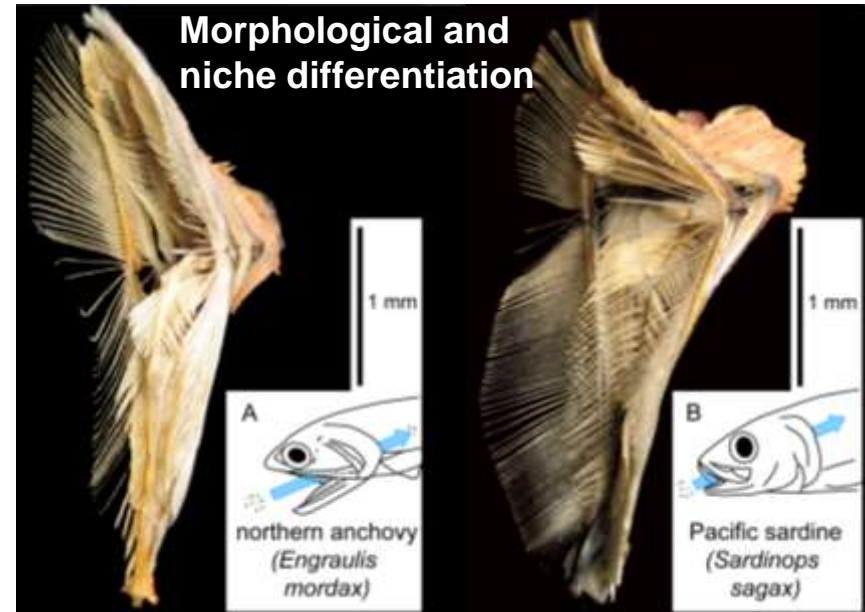 Morphological and
niche differentiation
1 mm
A
northern anchovy
(Engraulis
mordax)
1 mm
B
Pacific sardine
(Sardinops
sagax)